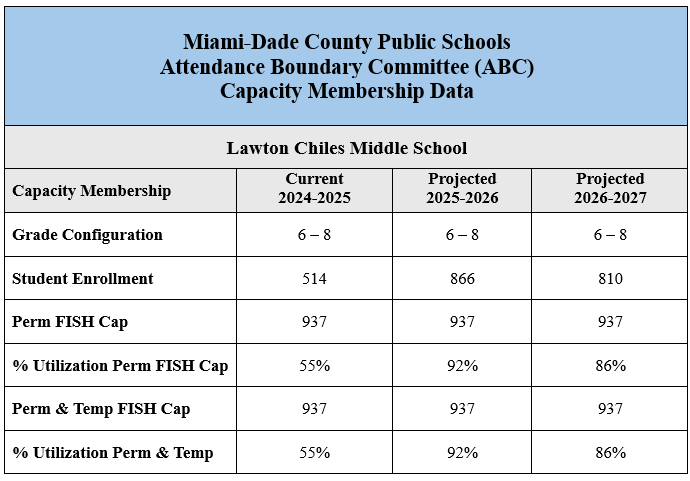 Miami-Dade County Public Schools
Attendance Boundary Committee (ABC)
Capacity Membership Data
Lawton Chiles Middle School
Capacity Membership Current 2024-2025 Projected 2025-2026 Projected 2026-2027
Grade Configuration 6 – 8 6 – 8 6 – 8
Student Enrollment 514 866 810
Perm FISH Cap 937 937 937
% Utilization Perm FISH Cap 55% 92% 86%
Perm & Temp FISH Cap 937 937 937
% Utilization Perm & Temp 55% 92% 86%